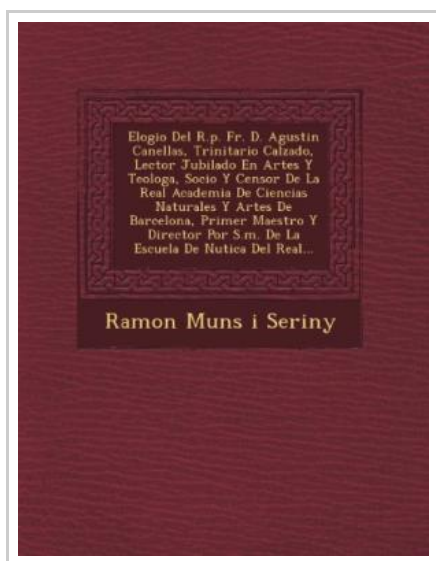 Elogio Del R.p. Fr. D. Agustin
Canellas, Trinitario Calzado,
Lector Jubilado En Artes Y
Teologa, Socio Y Censor De La
Real Academia De Ciencias
Naturales Y Artes De
Barcelona, Primer Maestro Y
Director Por S.m. De La
Escuela De Nutica Del Real...
Ramon Muns i Seriny